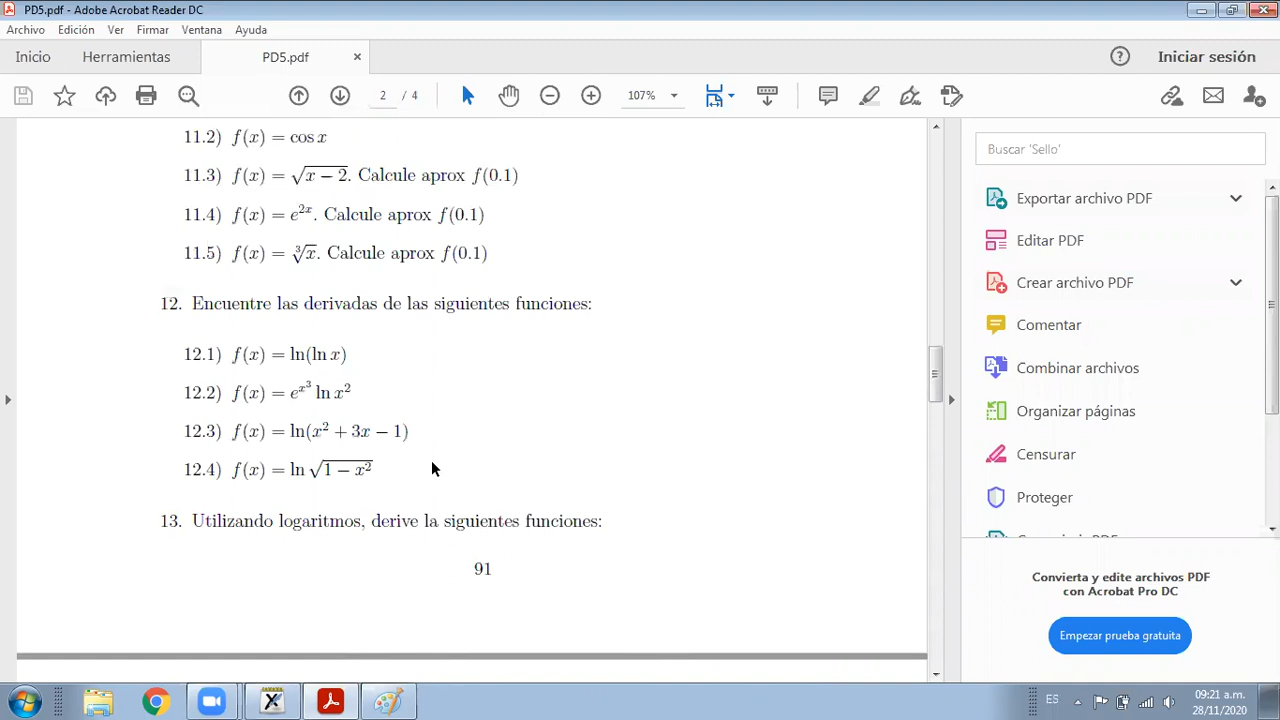 PD5.pdf - Adobe Acrobat Reader DC
Archivo Edición Ver Firmar Ventana Ayuda
Inicio Herramientas PD5.pdf × Iniciar sesión
2 / 4 107%
11.2) f(x) = cos x
11.3) f(x) = √(x − 2). Calcule aprox f(0.1)
11.4) f(x) = e^{2x}. Calcule aprox f(0.1)
11.5) f(x) = ∛x. Calcule aprox f(0.1)
12. Encuentre las derivadas de las siguientes funciones:
12.1) f(x) = ln(ln x)
12.2) f(x) = e^{x^3} ln x^2
12.3) f(x) = ln(x^2 + 3x − 1)
12.4) f(x) = ln √(1 − x^2)
13. Utilizando logaritmos, derive la siguientes funciones:
91
Buscar 'Sello'
Exportar archivo PDF
Editar PDF
Crear archivo PDF
Comentar
Combinar archivos
Organizar páginas
Censurar
Proteger
Convierta y edite archivos PDF
con Acrobat Pro DC
Empezar prueba gratuita
ES
09:21 a.m.
28/11/2020